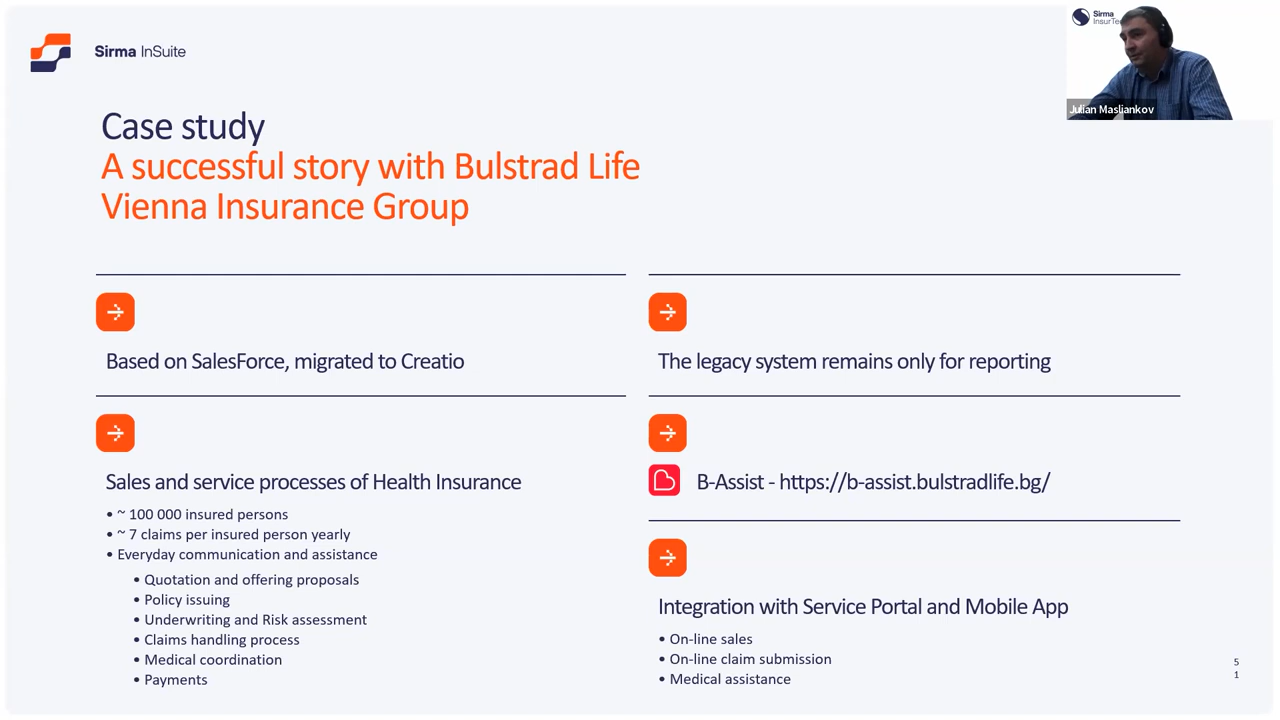 Sirma InSuite
Sirma
Julian Masliankov
Case study
A successful story with Bulstrad Life
Vienna Insurance Group
Based on SalesForce, migrated to Creatio
Sales and service processes of Health Insurance
• ~ 100 000 insured persons
• ~ 7 claims per insured person yearly
• Everyday communication and assistance
• Quotation and offering proposals
• Policy issuing
• Underwriting and Risk assessment
• Claims handling process
• Medical coordination
• Payments
The legacy system remains only for reporting
B-Assist - https://b-assist.bulstradlife.bg/
Integration with Service Portal and Mobile App
• On-line sales
• On-line claim submission
• Medical assistance
5
1